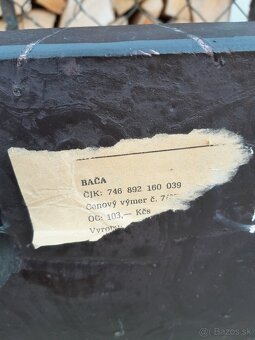 BAČA
ČJK: 746 892 160 039
Cenový výmer č.
OC: 103,— Kčs
© Bazos.sk